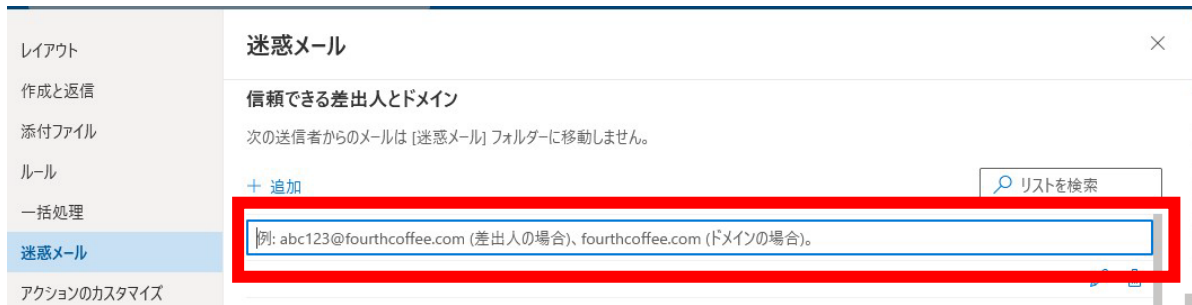 レイアウト
作成と返信
添付ファイル
ルール
一括処理
迷惑メール
アクションのカスタマイズ
迷惑メール
信頼できる差出人とドメイン
次の送信者からのメールは [迷惑メール] フォルダーに移動しません。
+ 追加
リストを検索
例: abc123@fourthcoffee.com (差出人の場合)、fourthcoffee.com (ドメインの場合)。